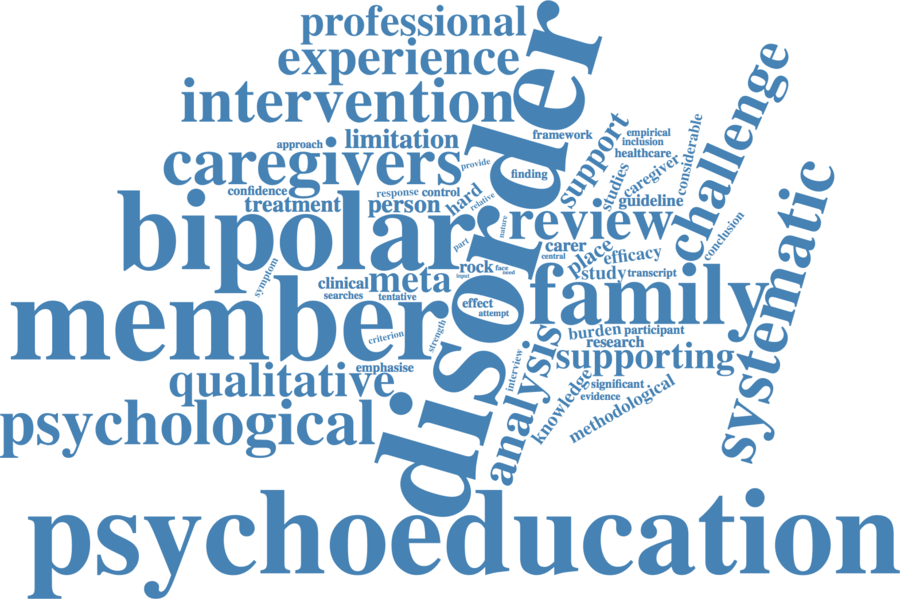 professional
experience
intervention
disorder
challenge
approach
limitation
framework
support
empirical
inclusion
healthcare
considerable
caregivers
provide
finding
studies
caregiver
confidence
response
control
relative
hard
guideline
systematic
bipolar
treatment
person
nature
review
conclusion
part
carer
central
place
efficacy
symptom
clinical
meta
rock
face
need
input
study
transcript
searches
tentative
family
member
effect
attempt
criterion
strength
burden
participant
research
analysis
supporting
interview
emphasise
qualitative
knowledge
significant
evidence
methodological
psychological
psychoeducation